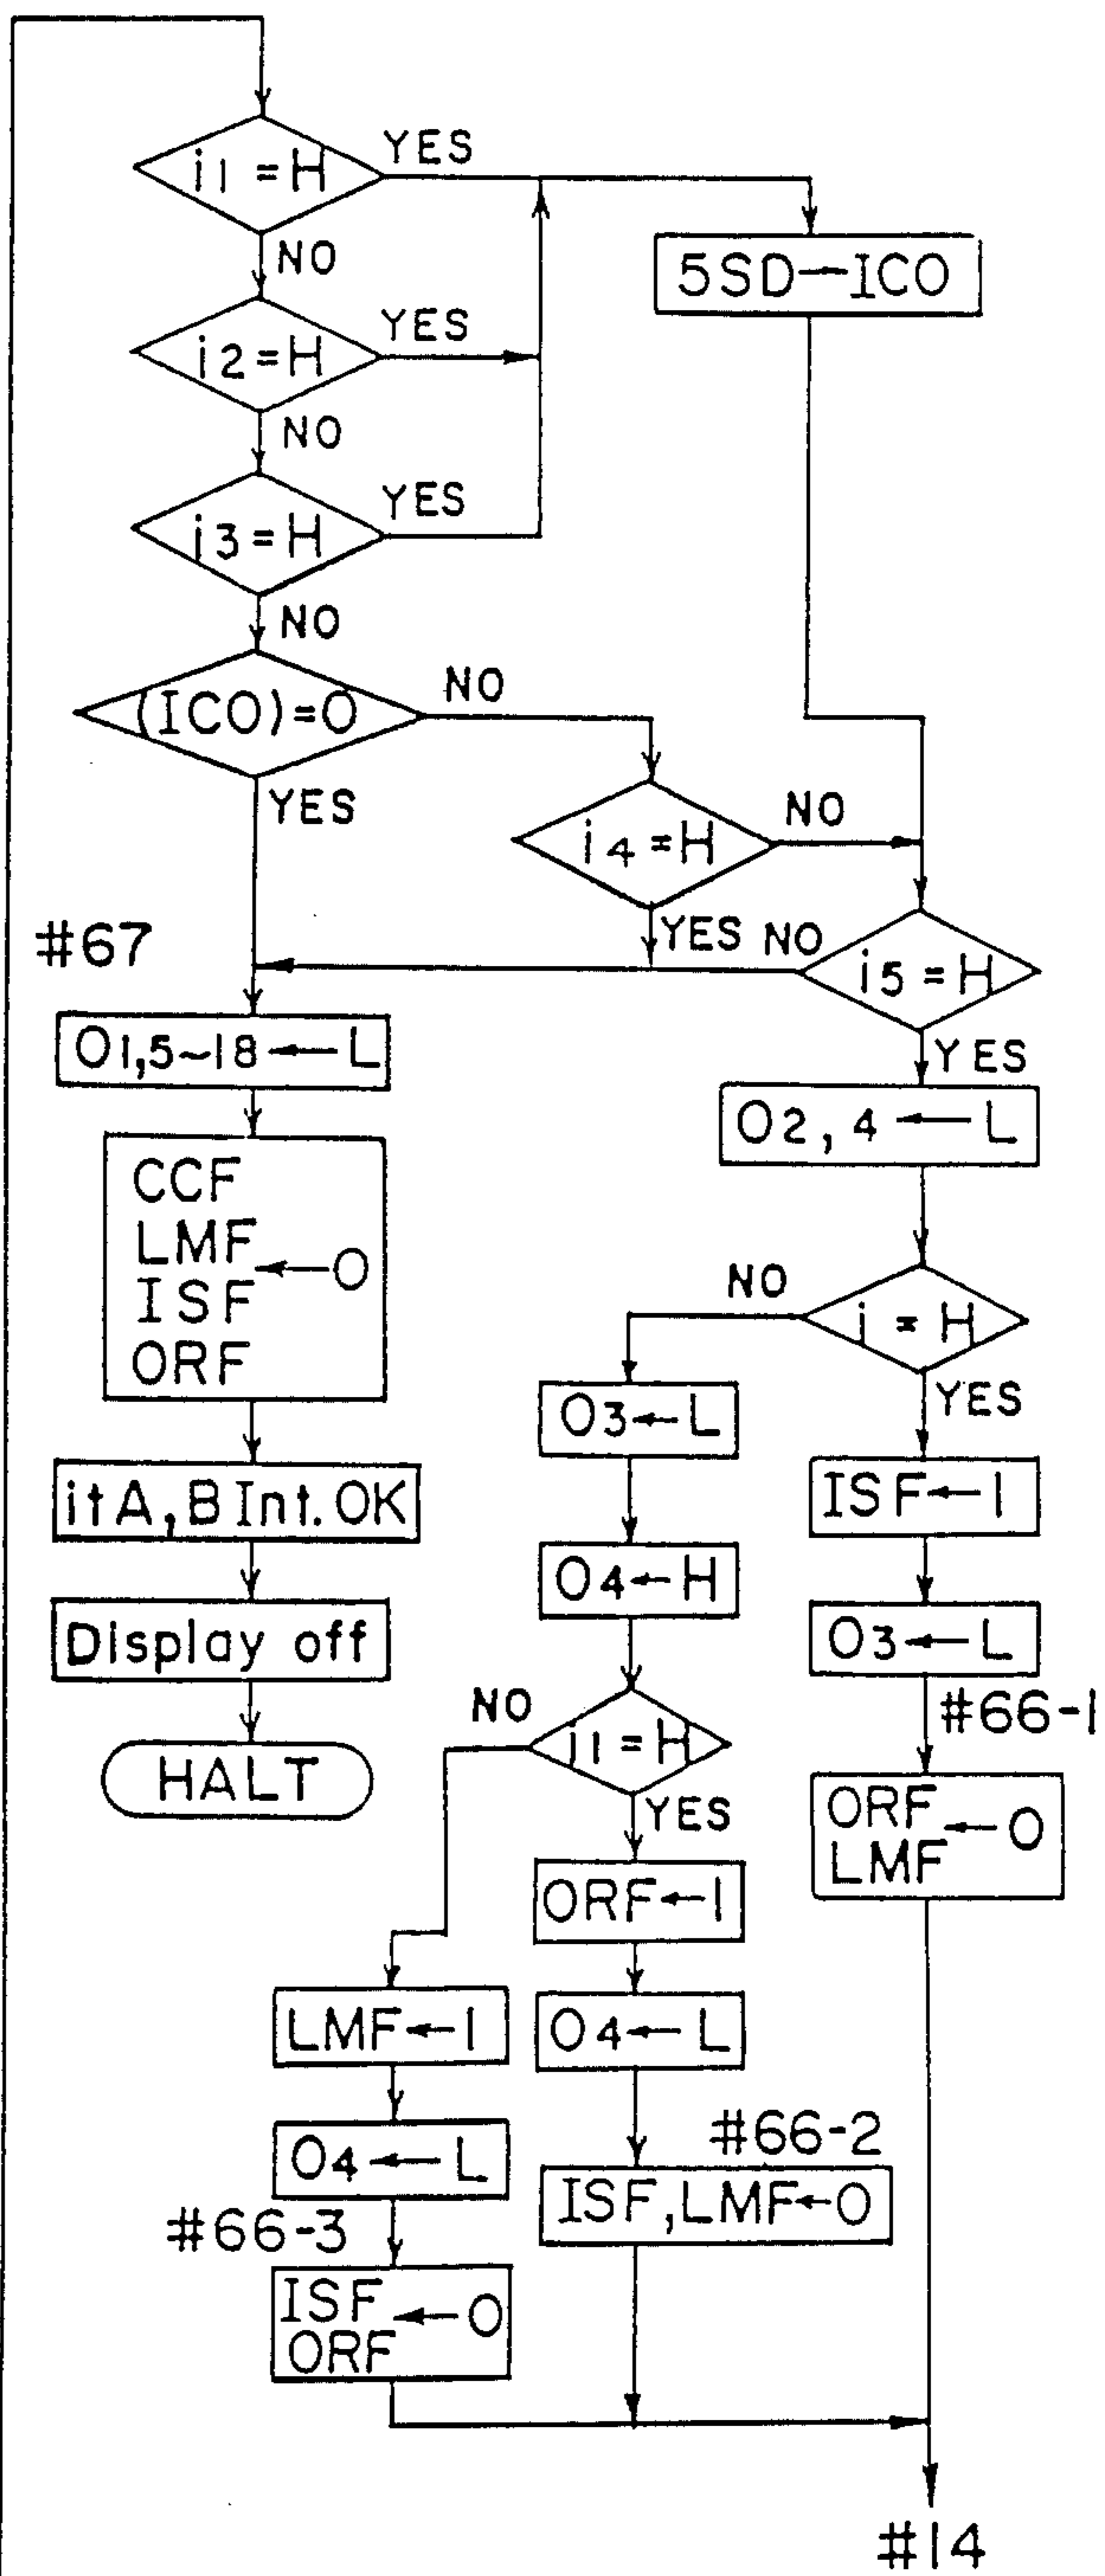 i1=H
YES
NO
5SD—ICO
i2=H
YES
NO
i3=H
YES
NO
(ICO)=0
NO
YES
i4=H
NO
YES
#67
i5=H
NO
YES
O1,5~18←L
O2,4←L
CCF
LMF
ISF
ORF
←0
i=H
NO
YES
O3←L
ISF←1
itA,B Int.OK
O4←H
O3←L
Display off
#66-1
i1=H
NO
YES
HALT
ORF
LMF
←0
ORF←1
LMF←1
O4←L
#66-2
O4←L
ISF,LMF←0
#66-3
ISF
ORF
←0
#14